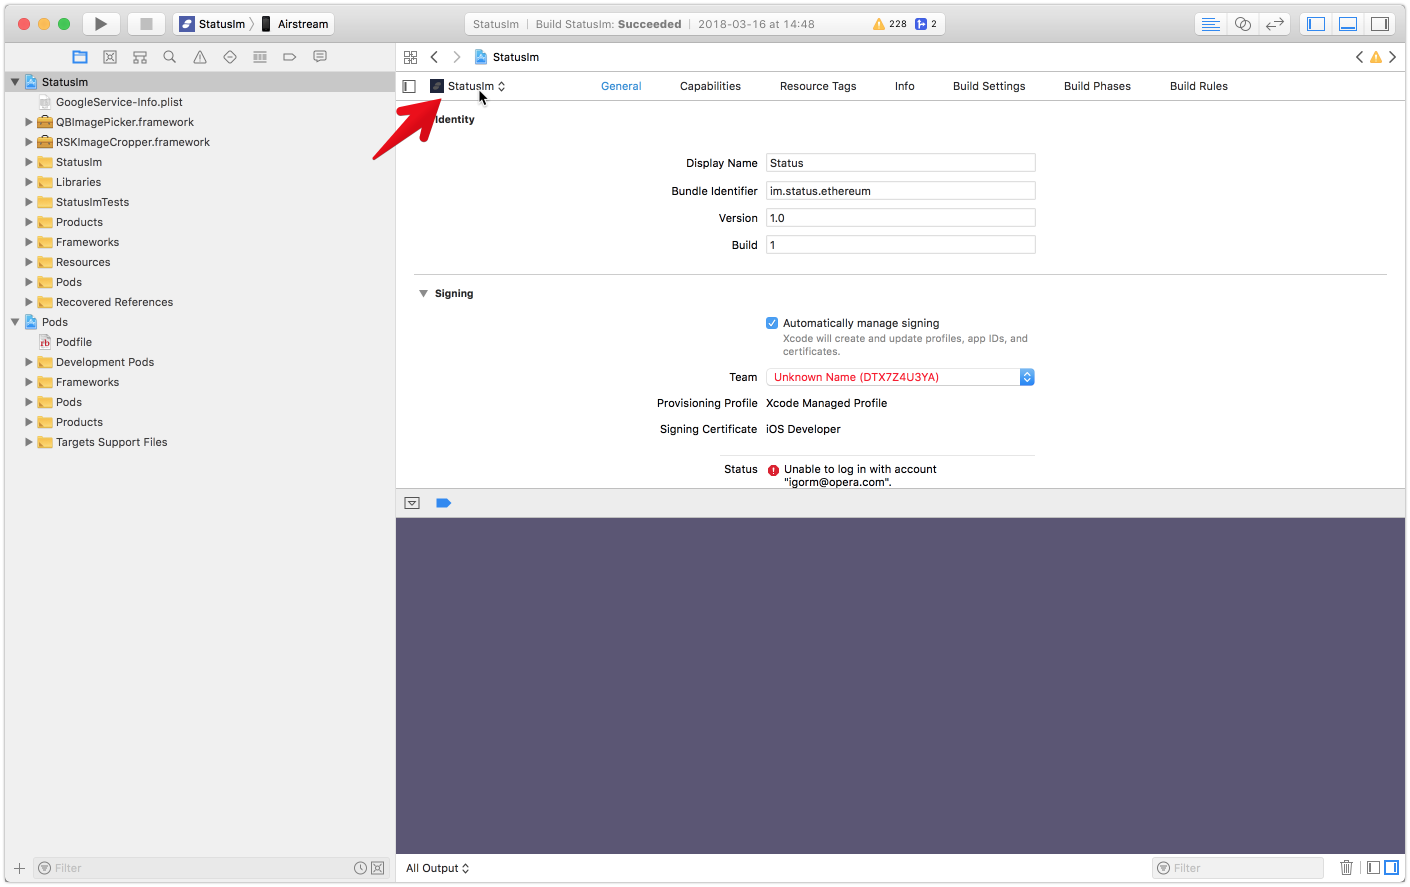 StatusIm
Airstream
StatusIm
Build StatusIm: Succeeded
2018-03-16 at 14:48
228
2
StatusIm
StatusIm
General
Capabilities
Resource Tags
Info
Build Settings
Build Phases
Build Rules
StatusIm
GoogleService-Info.plist
QBImagePicker.framework
RSKImageCropper.framework
StatusIm
Libraries
StatusImTests
Products
Frameworks
Resources
Pods
Recovered References
Pods
rb
Podfile
Development Pods
Frameworks
Pods
Products
Targets Support Files
Filter
Identity
Display Name
Status
Bundle Identifier
im.status.ethereum
Version
1.0
Build
1
Signing
Automatically manage signing
Xcode will create and update profiles, app IDs, and
certificates.
Team
Unknown Name (DTX7Z4U3YA)
Provisioning Profile
Xcode Managed Profile
Signing Certificate
iOS Developer
Status
Unable to log in with account
"igorm@opera.com".
All Output
Filter